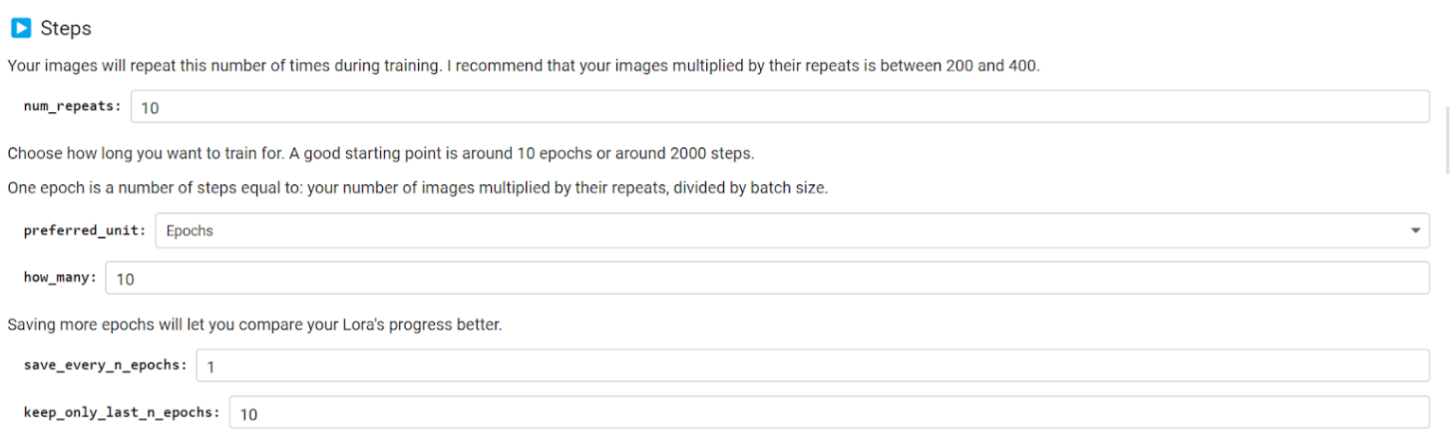 Steps
Your images will repeat this number of times during training. I recommend that your images multiplied by their repeats is between 200 and 400.
num_repeats: 10
Choose how long you want to train for. A good starting point is around 10 epochs or around 2000 steps.
One epoch is a number of steps equal to: your number of images multiplied by their repeats, divided by batch size.
preferred_unit: Epochs
how_many: 10
Saving more epochs will let you compare your Lora's progress better.
save_every_n_epochs: 1
keep_only_last_n_epochs: 10